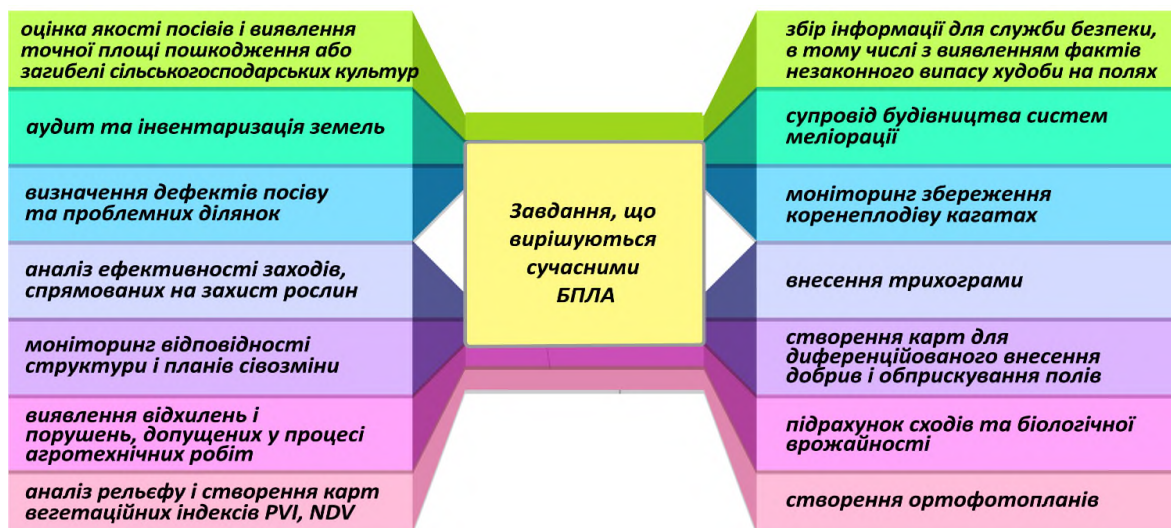 оцінка якості посівів і виявлення
точної площі пошкодження або
загибелі сільськогосподарських культур
аудит та інвентаризація земель
визначення дефектів посіву
та проблемних ділянок
аналіз ефективності заходів,
спрямованих на захист рослин
моніторинг відповідності
структури і планів сівозміни
виявлення відхилень і
порушень, допущених у процесі
агротехнічних робіт
аналіз рельєфу і створення карт
вегетаційних індексів PVI, NDV
Завдання, що
вирішуються
сучасними
БПЛА
збір інформації для служби безпеки,
в тому числі з виявленням фактів
незаконного випасу худоби на полях
супровід будівництва систем
меліорації
моніторинг збереження
коренеплодіву кагатах
внесення трихограми
створення карт для
диференційованого внесення
добрив і обприскування полів
підрахунок сходів та біологічної
врожайності
створення ортофотопланів